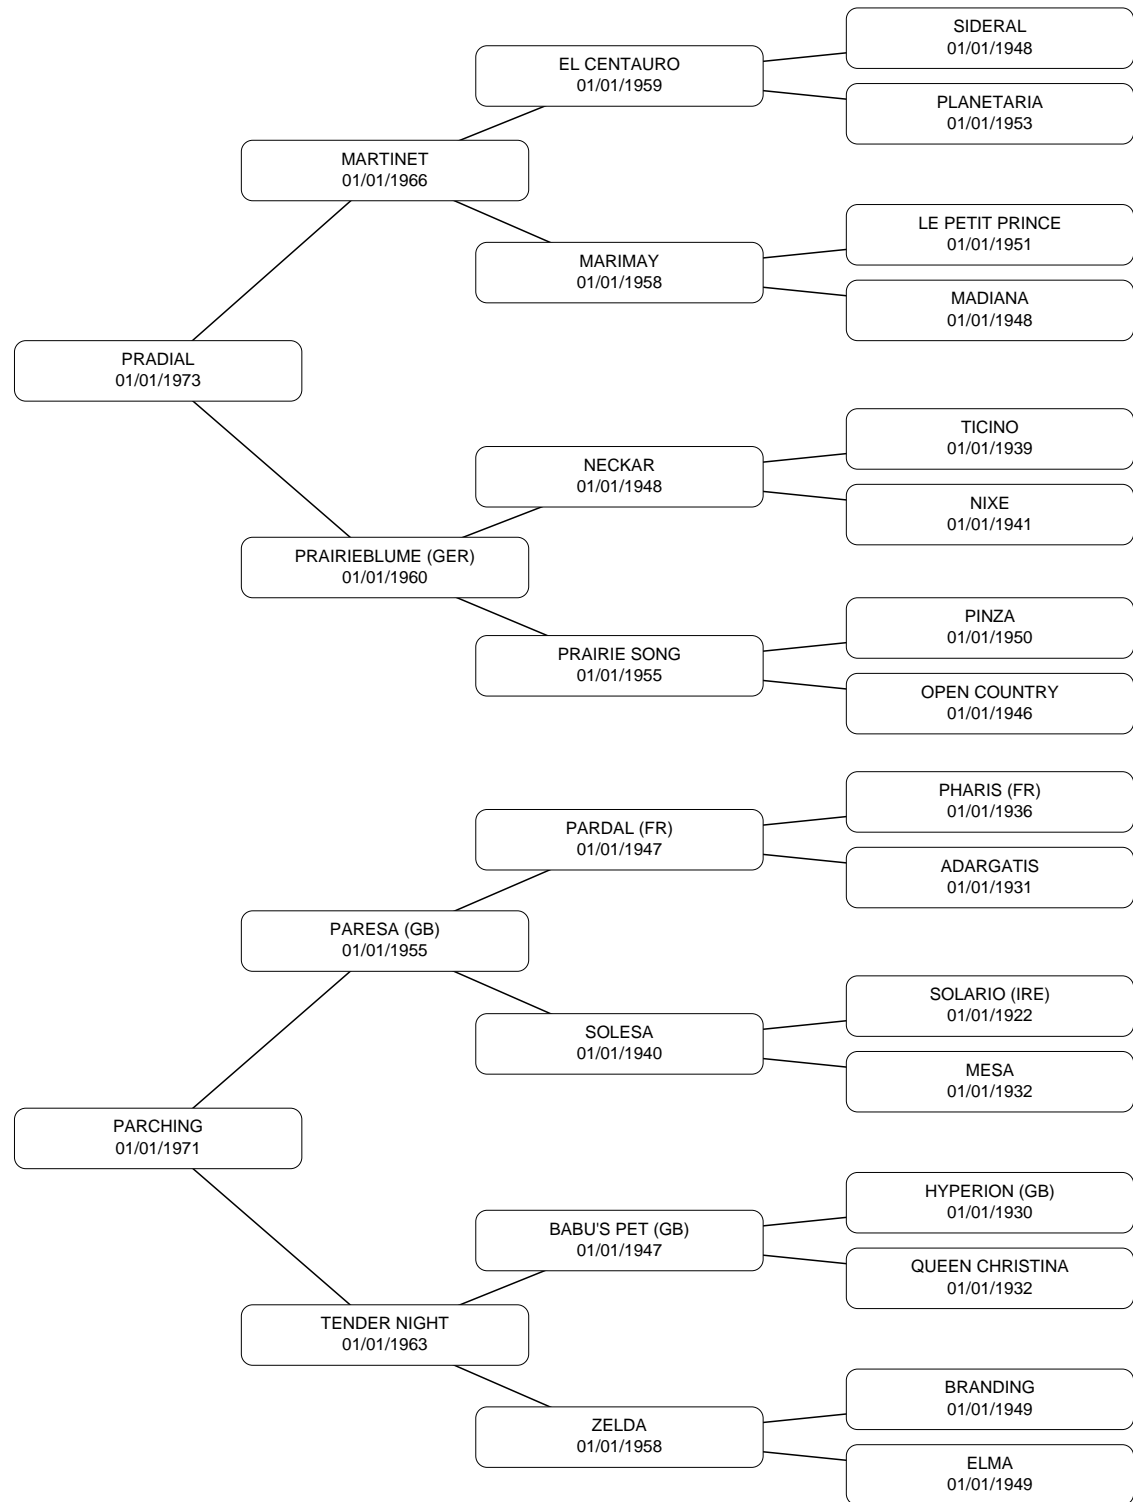 SIDERAL
01/01/1948
EL CENTAURO
01/01/1959
PLANETARIA
01/01/1953
MARTINET
01/01/1966
LE PETIT PRINCE
01/01/1951
MARIMAY
01/01/1958
MADIANA
01/01/1948
PRADIAL
01/01/1973
TICINO
01/01/1939
NECKAR
01/01/1948
NIXE
01/01/1941
PRAIRIEBLUME (GER)
01/01/1960
PINZA
01/01/1950
PRAIRIE SONG
01/01/1955
OPEN COUNTRY
01/01/1946
PHARIS (FR)
01/01/1936
PARDAL (FR)
01/01/1947
ADARGATIS
01/01/1931
PARESA (GB)
01/01/1955
SOLARIO (IRE)
01/01/1922
SOLESA
01/01/1940
MESA
01/01/1932
PARCHING
01/01/1971
HYPERION (GB)
01/01/1930
BABU'S PET (GB)
01/01/1947
QUEEN CHRISTINA
01/01/1932
TENDER NIGHT
01/01/1963
BRANDING
01/01/1949
ZELDA
01/01/1958
ELMA
01/01/1949